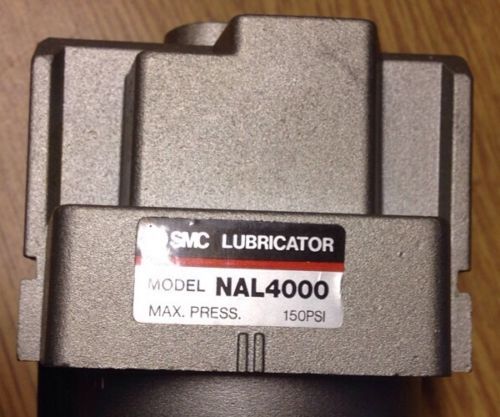 SMC LUBRICATOR
MODEL NAL4000
MAX. PRESS. 150PSI